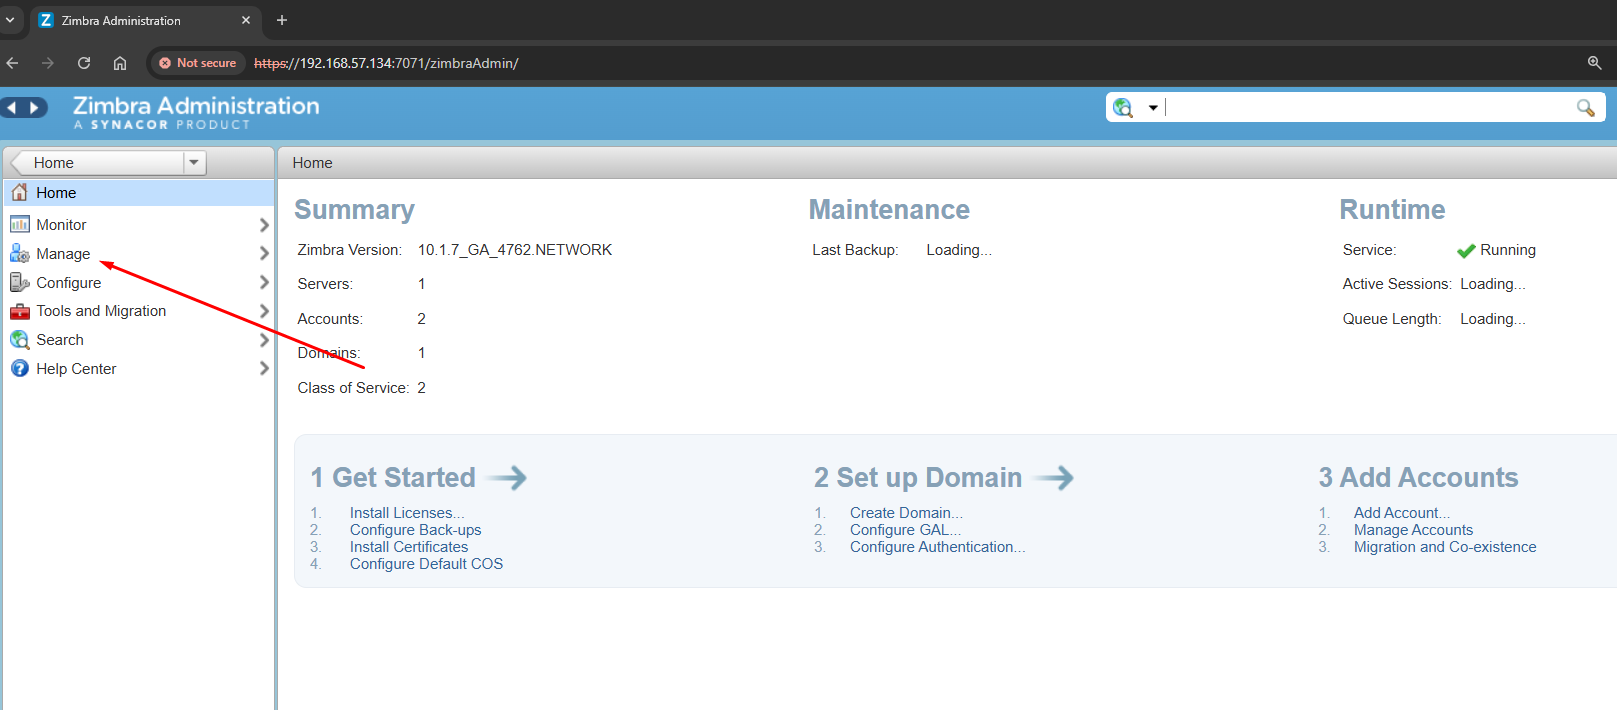 Zimbra Administration
Not secure https://192.168.57.134:7071/zimbraAdmin/
Zimbra Administration
A SYNACOR PRODUCT
Home
Home
Monitor
Manage
Configure
Tools and Migration
Search
Help Center
Home
Summary
Zimbra Version: 10.1.7_GA_4762.NETWORK
Servers: 1
Accounts: 2
Domains: 1
Class of Service: 2
Maintenance
Last Backup: Loading...
Runtime
Service: Running
Active Sessions: Loading...
Queue Length: Loading...
1 Get Started
1. Install Licenses...
2. Configure Back-ups
3. Install Certificates
4. Configure Default COS
2 Set up Domain
1. Create Domain...
2. Configure GAL...
3. Configure Authentication...
3 Add Accounts
1. Add Account...
2. Manage Accounts
3. Migration and Co-existence